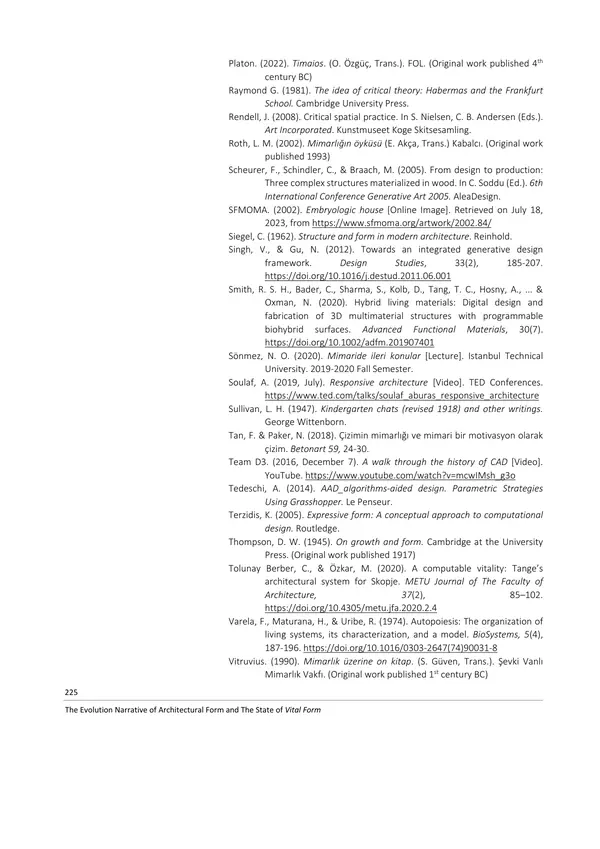 Platon. (2022). Timaios. (O. Özgüç, Trans.). FOL. (Original work published 4th
century BC)
Raymond G. (1981). The idea of critical theory: Habermas and the Frankfurt
School. Cambridge University Press.
Rendell, J. (2008). Critical spatial practice. In S. Nielsen, C. B. Andersen (Eds.).
Art Incorporated. Kunstmuseet Koge Skitsesamling.
Roth, L. M. (2002). Mimarlığın öyküsü (E. Akça, Trans.) Kabalcı. (Original work
published 1993)
Scheurer, F., Schindler, C., & Braach, M. (2005). From design to production:
Three complex structures materialized in wood. In C. Soddu (Ed.). 6th
International Conference Generative Art 2005. AleaDesign.
SFMOMA. (2002). Embryologic house [Online Image]. Retrieved on July 18,
2023, from https://www.sfmoma.org/artwork/2002.84/
Siegel, C. (1962). Structure and form in modern architecture. Reinhold.
Singh, V., & Gu, N. (2012). Towards an integrated generative design
framework. Design Studies, 33(2), 185-207.
https://doi.org/10.1016/j.destud.2011.06.001
Smith, R. S. H., Bader, C., Sharma, S., Kolb, D., Tang, T. C., Hosny, A., ... &
Oxman, N. (2020). Hybrid living materials: Digital design and
fabrication of 3D multimaterial structures with programmable
biohybrid surfaces. Advanced Functional Materials, 30(7).
https://doi.org/10.1002/adfm.201907401
Sönmez, N. O. (2020). Mimaride ileri konular [Lecture]. Istanbul Technical
University. 2019-2020 Fall Semester.
Soulaf, A. (2019, July). Responsive architecture [Video]. TED Conferences.
https://www.ted.com/talks/soulaf_aburas_responsive_architecture
Sullivan, L. H. (1947). Kindergarten chats (revised 1918) and other writings.
George Wittenborn.
Tan, F. & Paker, N. (2018). Çizimin mimarlığı ve mimari bir motivasyon olarak
çizim. Betonart 59, 24-30.
Team D3. (2016, December 7). A walk through the history of CAD [Video].
YouTube. https://www.youtube.com/watch?v=mcwIMsh_g3o
Tedeschi, A. (2014). AAD_algorithms-aided design. Parametric Strategies
Using Grasshopper. Le Penseur.
Terzidis, K. (2005). Expressive form: A conceptual approach to computational
design. Routledge.
Thompson, D. W. (1945). On growth and form. Cambridge at the University
Press. (Original work published 1917)
Tolunay Berber, C., & Özkar, M. (2020). A computable vitality: Tange's
architectural system for Skopje. METU Journal of The Faculty of
Architecture, 37(2), 85–102.
https://doi.org/10.4305/metu.jfa.2020.2.4
Varela, F., Maturana, H., & Uribe, R. (1974). Autopoiesis: The organization of
living systems, its characterization, and a model. BioSystems, 5(4),
187-196. https://doi.org/10.1016/0303-2647(74)90031-8
Vitruvius. (1990). Mimarlık üzerine on kitap. (S. Güven, Trans.). Şevki Vanlı
Mimarlık Vakfı. (Original work published 1st century BC)
225
The Evolution Narrative of Architectural Form and The State of Vital Form